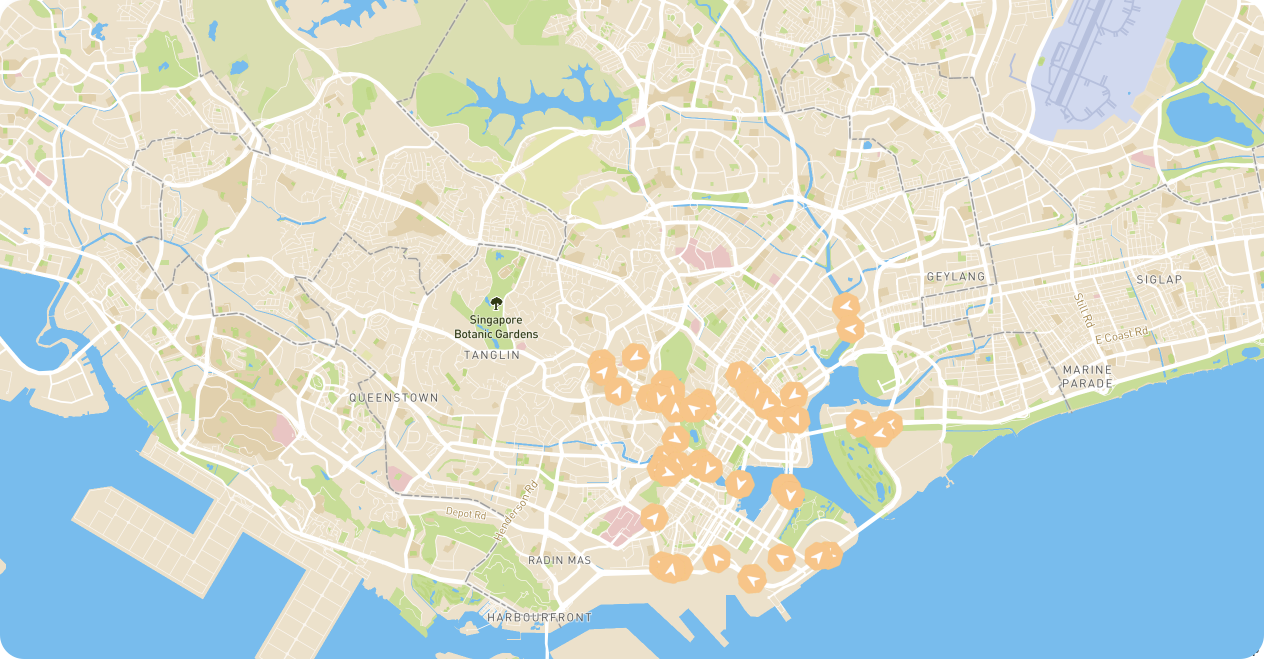 GEYLANG
SIGLAP
Still Rd
E Coast Rd
Singapore
Botanic Gardens
TANGLIN
MARINE
PARADE
QUEENSTOWN
Henderson Rd
Depot Rd
RADIN MAS
HARBOURFRONT